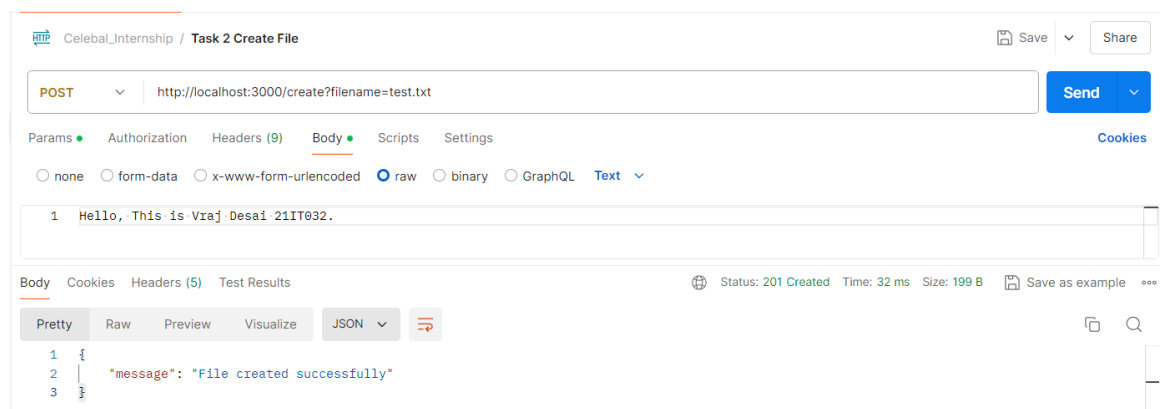 HTTP Celebal_Internship / Task 2 Create File Save Share
POST http://localhost:3000/create?filename=test.txt Send
Params Authorization Headers (9) Body Scripts Settings Cookies
none form-data x-www-form-urlencoded raw binary GraphQL Text
1 Hello, This is Vraj Desai 21IT032.
Body Cookies Headers (5) Test Results Status: 201 Created Time: 32 ms Size: 199 B Save as example
Pretty Raw Preview Visualize JSON
1 {
2 "message": "File created successfully"
3 }